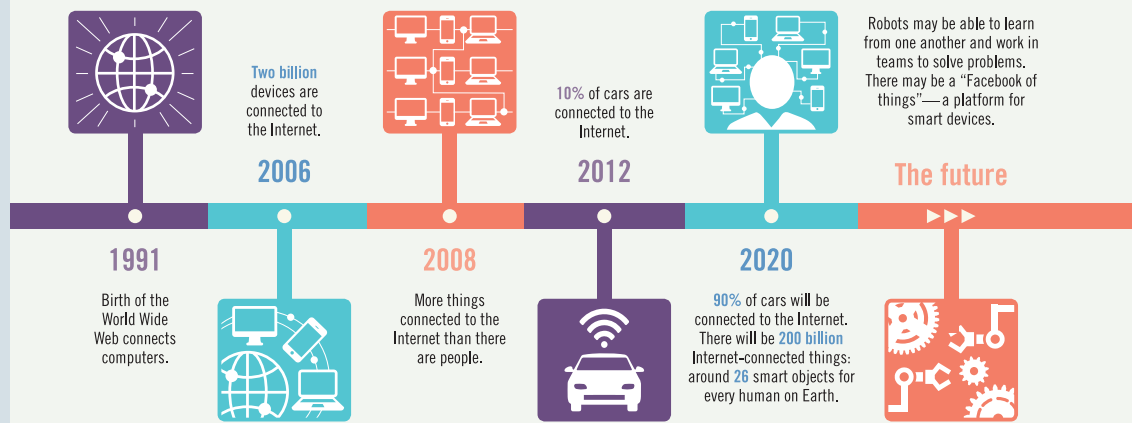 1991
Birth of the
World Wide
Web connects
computers.
Two billion
devices are
connected to
the Internet.
2006
2008
More things
connected to the
Internet than there
are people.
10% of cars are
connected to the
Internet.
2012
2020
90% of cars will be
connected to the Internet.
There will be 200 billion
Internet-connected things:
around 26 smart objects for
every human on Earth.
Robots may be able to learn
from one another and work in
teams to solve problems.
There may be a “Facebook of
things”—a platform for
smart devices.
The future